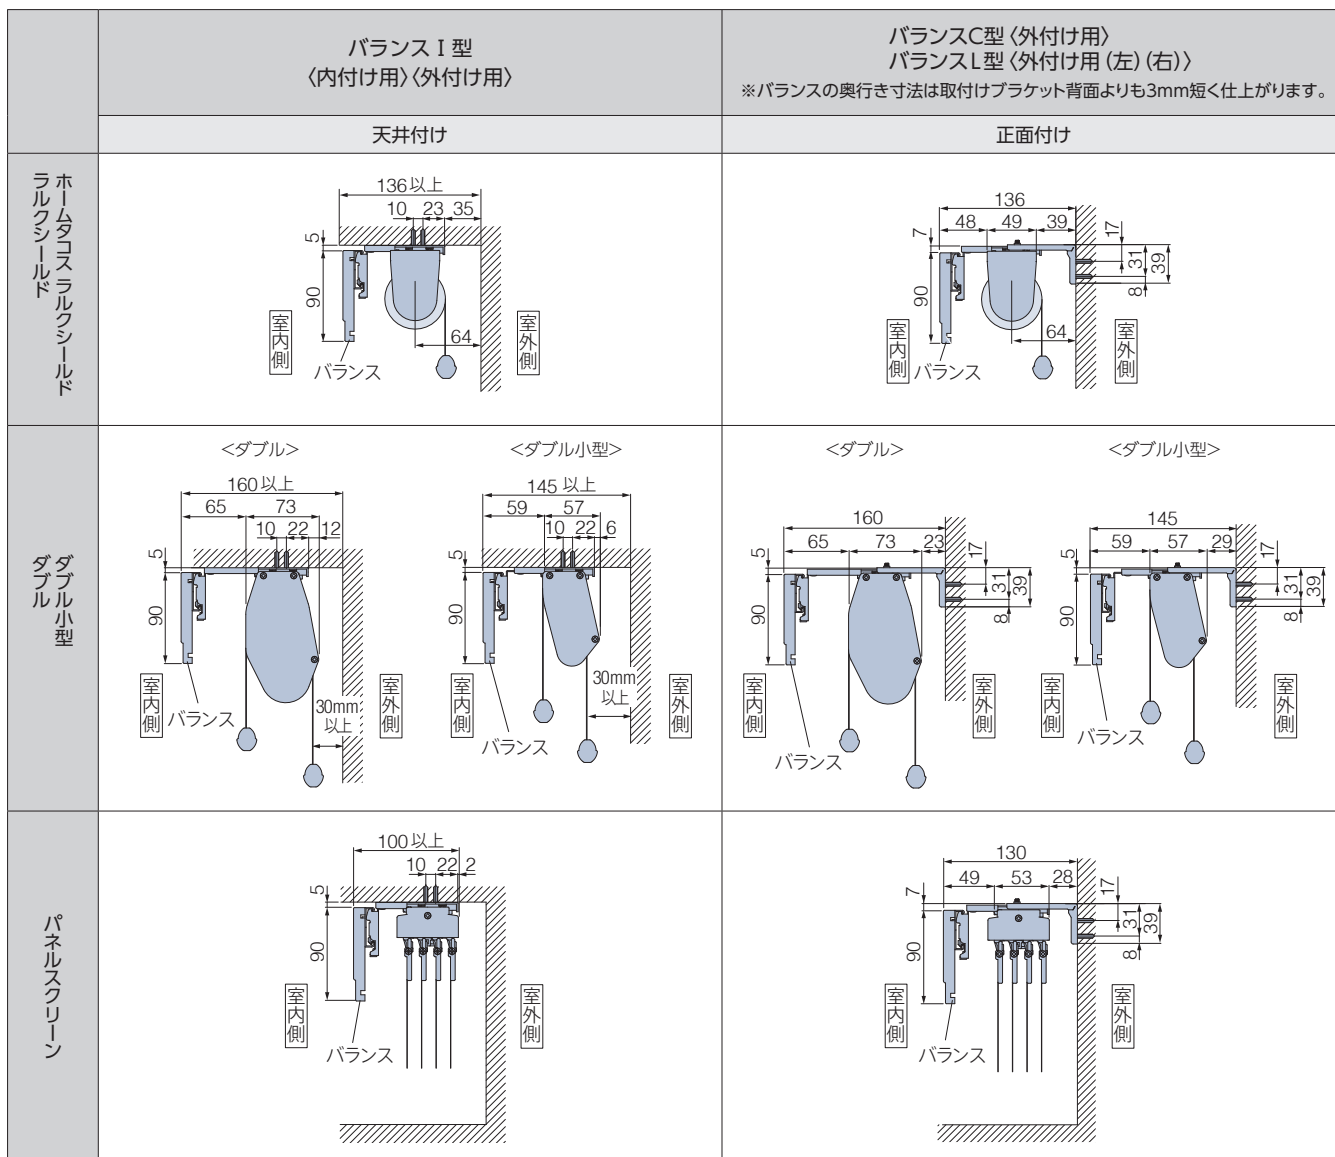 バランスⅠ型
〈内付け用〉〈外付け用〉
バランスC型〈外付け用〉
バランスL型〈外付け用(左)(右)〉
※バランスの奥行き寸法は取付けブラケット背面よりも3mm短く仕上がります。
天井付け
正面付け
ホームタコス ラルクシールド
ラルクシールド
136以上
10 23 35
5
90
64
室内側
室外側
バランス
136
48 49 39
7
90
17
31
39
8
64
室内側
室外側
バランス
ダブル小型
ダブル
<ダブル>
160以上
65 73
10 22 12
5
90
室内側
室外側
バランス
30mm
以上
<ダブル小型>
145 以上
59 57
10 22 6
5
90
30mm
以上
室内側
室外側
バランス
<ダブル>
160
65 73 23
5
90
17
31
39
8
室内側
室外側
バランス
<ダブル小型>
145
59 57 29
5
90
17
31
39
8
室内側
室外側
バランス
パネルスクリーン
100以上
10 22 2
5
90
室内側
室外側
バランス
130
49 53 28
7
90
17
31
39
8
室内側
室外側
バランス